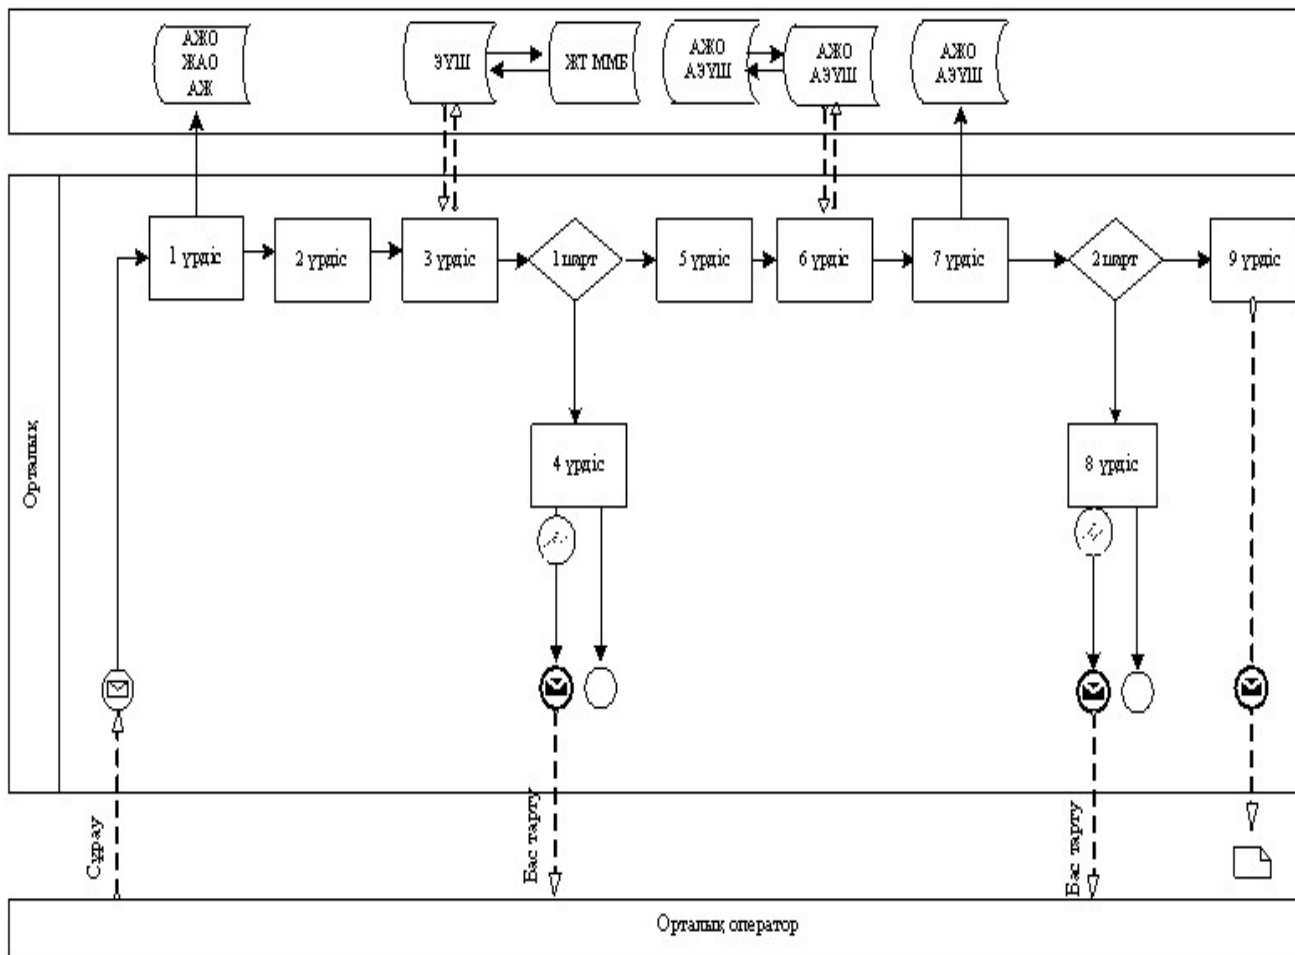 АЖО
ЖАО
АЖ
ЭҮШ
ЖТ ММБ
АЖО
АЭҮШ
АЖО
АЭҮШ
АЖО
АЭҮШ
1 үрдіс
2 үрдіс
3 үрдіс
1 шарт
5 үрдіс
6 үрдіс
7 үрдіс
2 шарт
9 үрдіс
4 үрдіс
8 үрдіс
Орталық
Сұрау
Бас тарту
Бас тарту
Орталық оператор